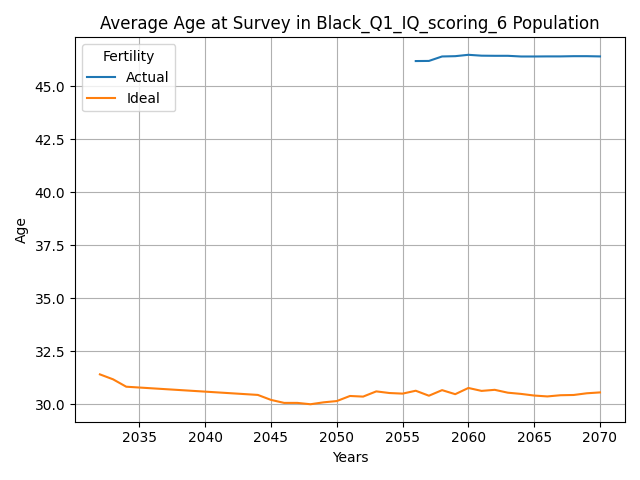 Average Age at Survey in Black_Q1_IQ_scoring_6 Population
Fertility
Actual
Ideal
45.0
42.5
40.0
37.5
35.0
32.5
30.0
Age
2035 2040 2045 2050 2055 2060 2065 2070
Years